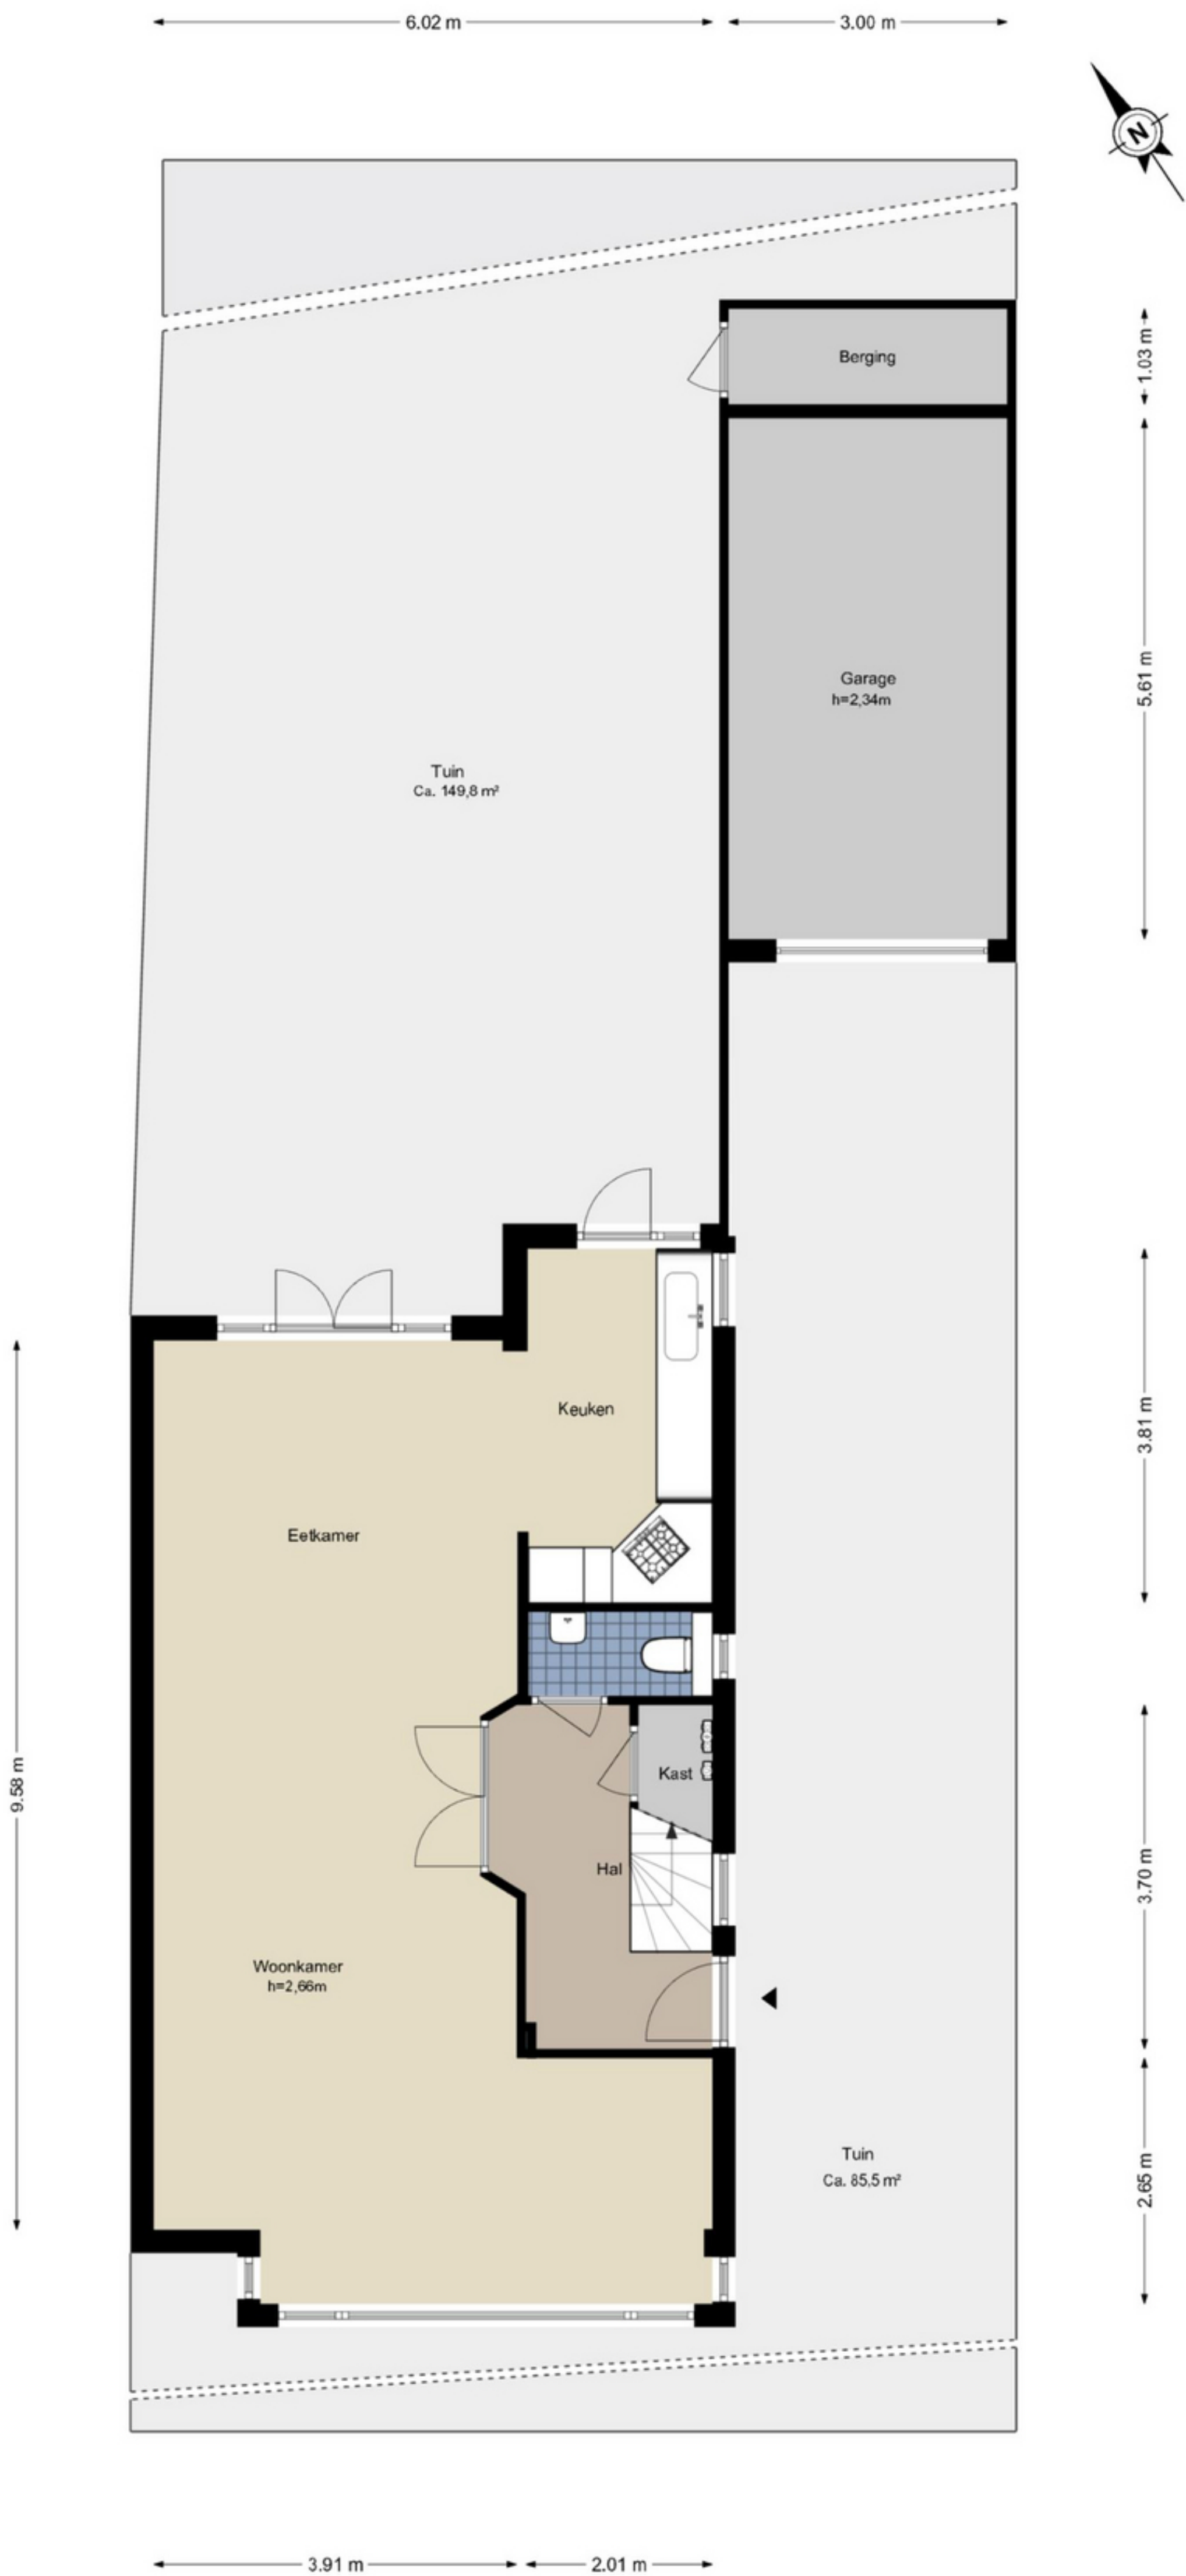 6.02 m
3.00 m
N
Berging
1.03 m
Garage
h=2,34m
5.61 m
Tuin
Ca. 149,8 m²
Keuken
3.81 m
Eetkamer
9.58 m
Kast
Hal
3.70 m
Woonkamer
h=2,66m
Tuin
Ca. 85,5 m²
2.65 m
3.91 m
2.01 m